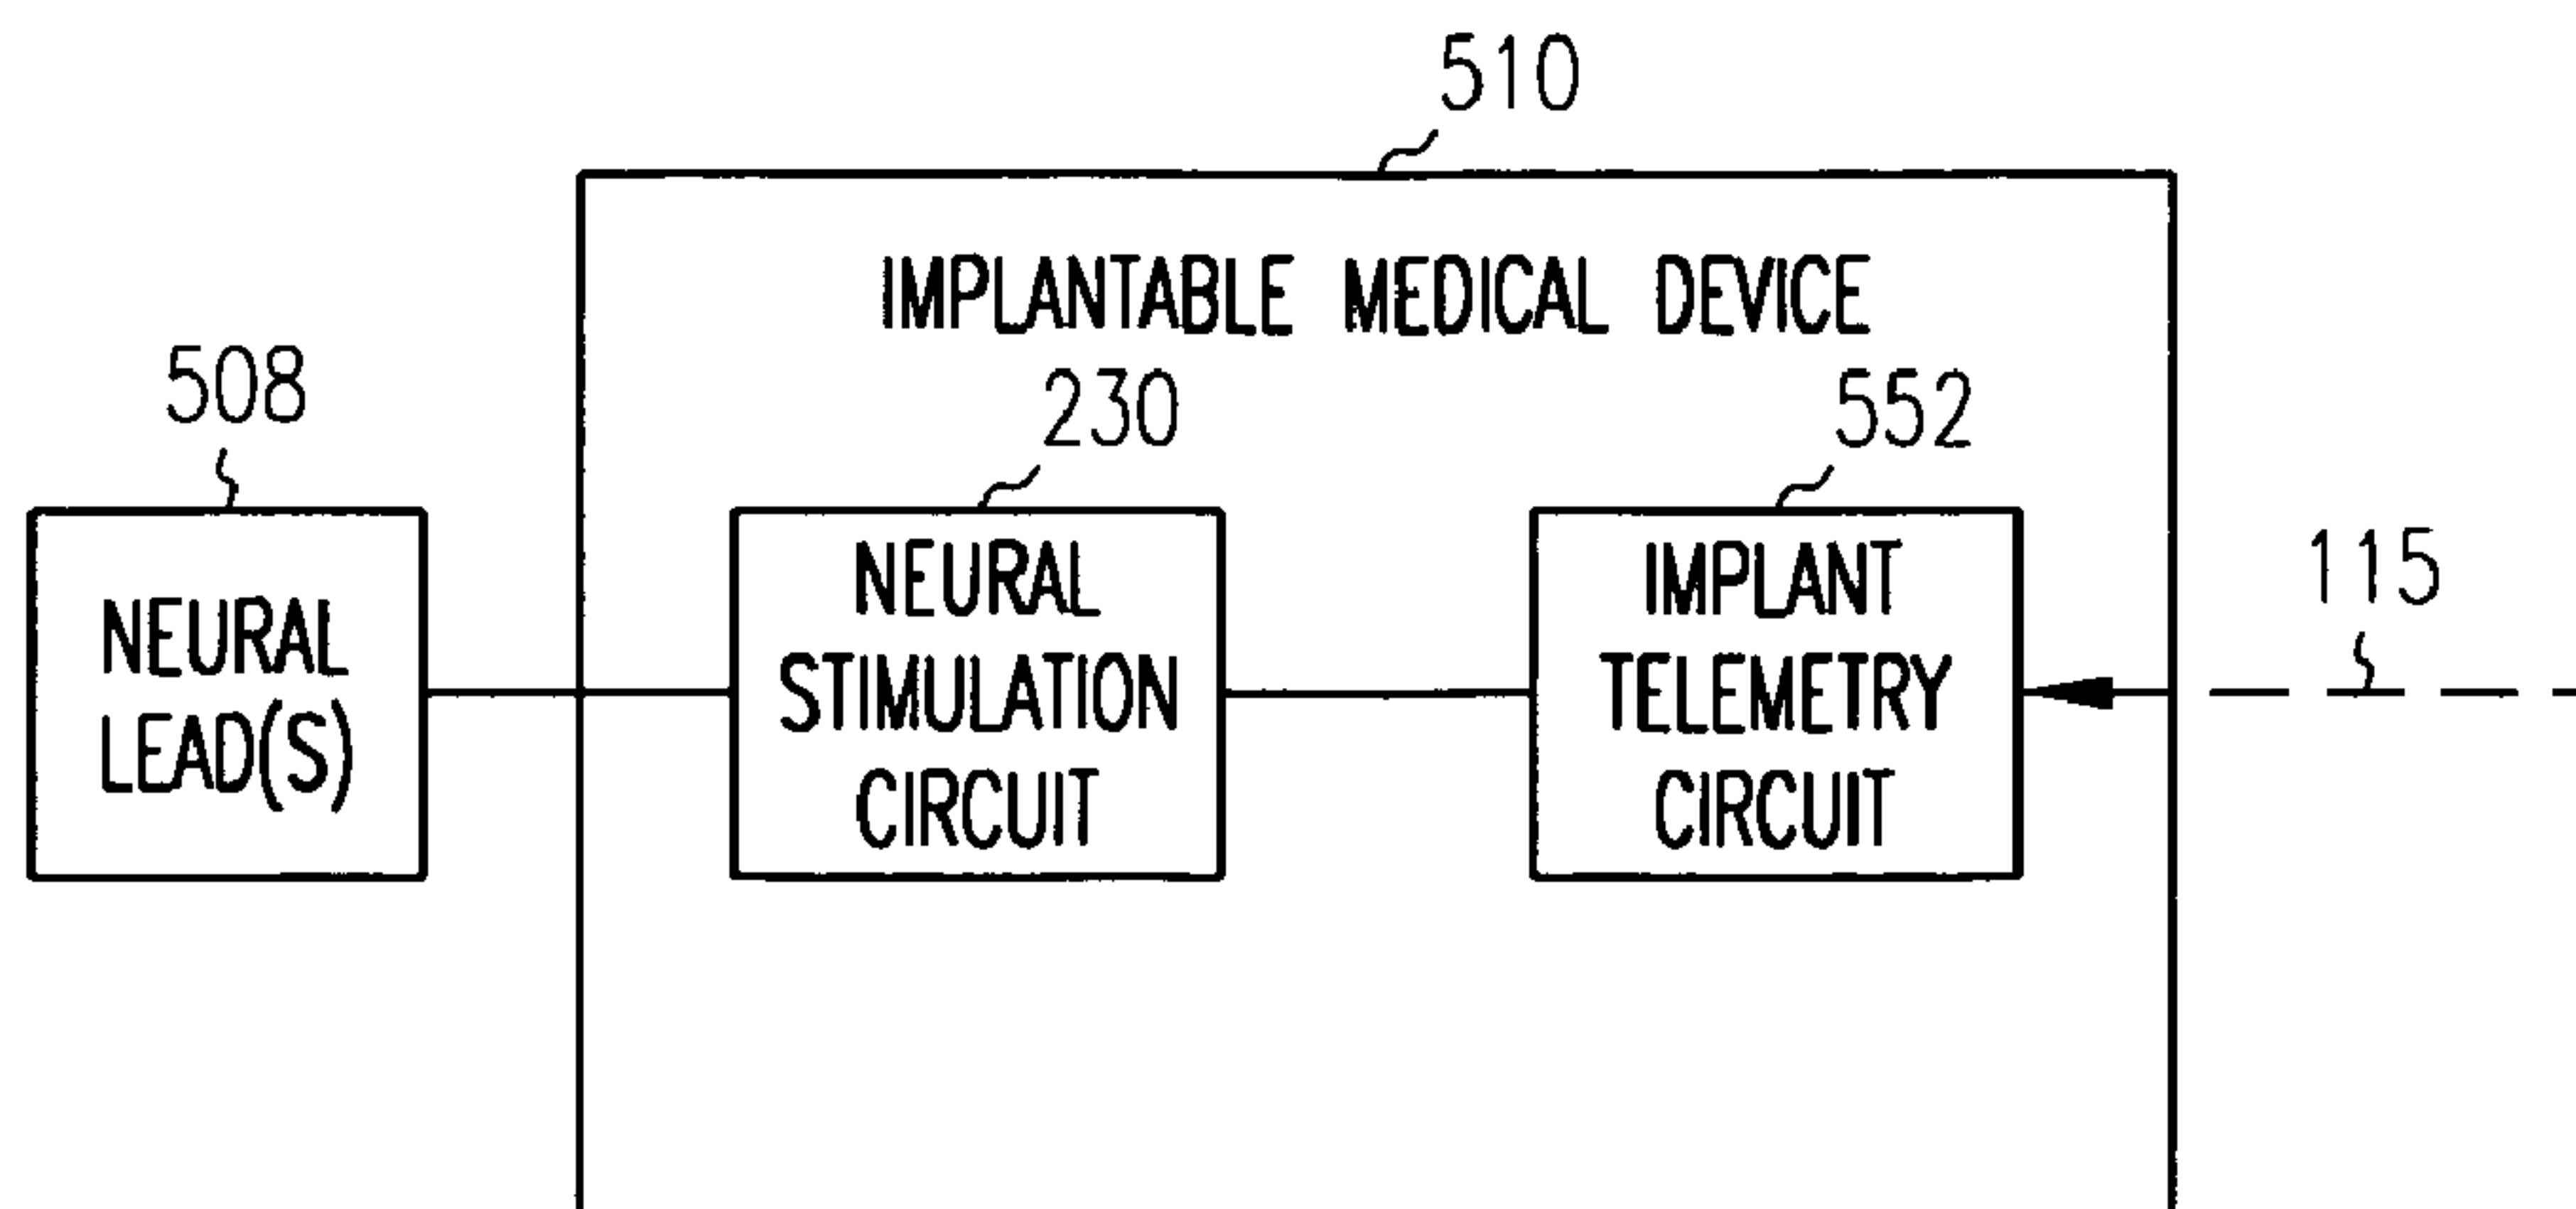 510
IMPLANTABLE MEDICAL DEVICE
508
230
552
NEURAL
LEAD(S)
NEURAL
STIMULATION
CIRCUIT
IMPLANT
TELEMETRY
CIRCUIT
115